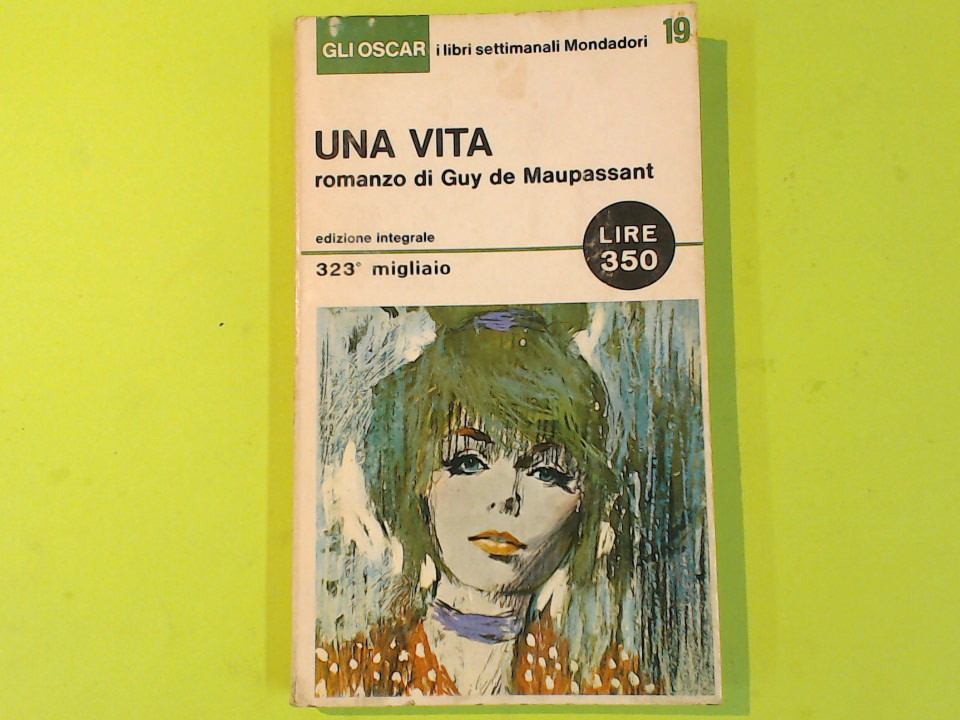 GLI OSCAR i libri settimanali Mondadori 19
UNA VITA
romanzo di Guy de Maupassant
edizione integrale
323° migliaio
LIRE
350